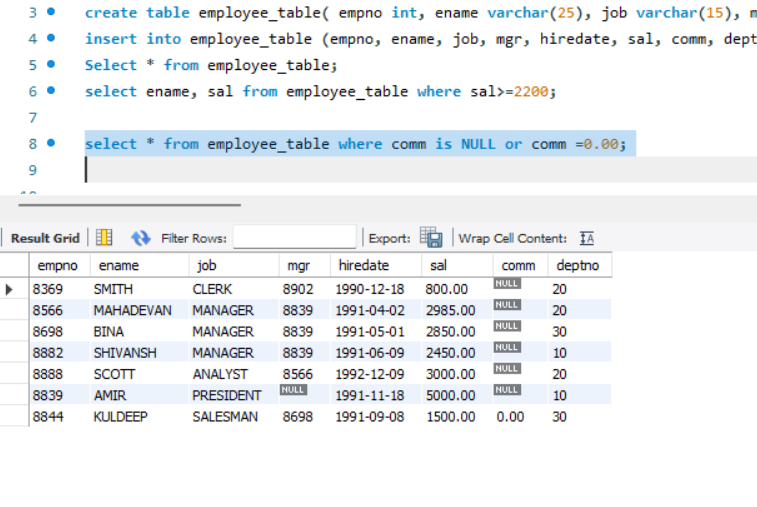 3 create table employee_table( empno int, ename varchar(25), job varchar(15), m
4 insert into employee_table (empno, ename, job, mgr, hiredate, sal, comm, dept
5 Select * from employee_table;
6 select ename, sal from employee_table where sal>=2200;
7
8 select * from employee_table where comm is NULL or comm =0.00;
9
Result Grid Filter Rows: Export: Wrap Cell Content: IA
empno ename job mgr hiredate sal comm deptno
8369 SMITH CLERK 8902 1990-12-18 800.00 NULL 20
8566 MAHADEVAN MANAGER 8839 1991-04-02 2985.00 NULL 20
8698 BINA MANAGER 8839 1991-05-01 2850.00 NULL 30
8882 SHIVANSH MANAGER 8839 1991-06-09 2450.00 NULL 10
8888 SCOTT ANALYST 8566 1992-12-09 3000.00 NULL 20
8839 AMIR PRESIDENT NULL 1991-11-18 5000.00 NULL 10
8844 KULDEEP SALESMAN 8698 1991-09-08 1500.00 0.00 30